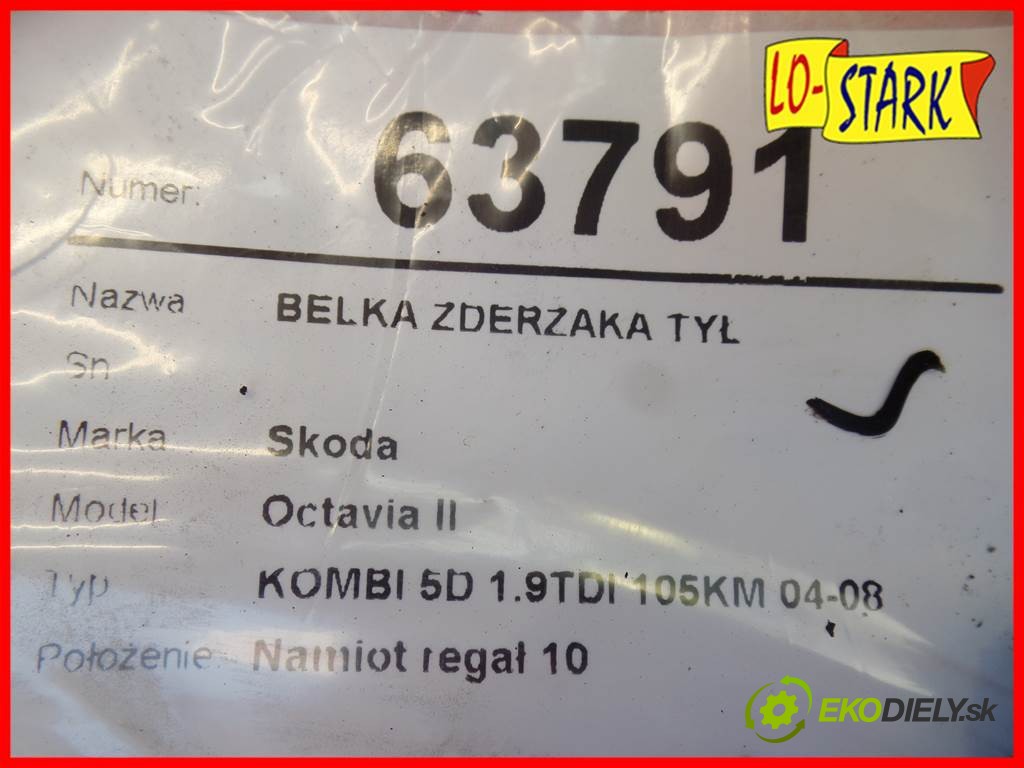 LO-STARK
Numer: 63791
Nazwa BELKA ZDERZAKA TYŁ
Sn
Marka Skoda
Model Octavia II
Typ KOMBI 5D 1.9TDI 105KM 04-08
Położenie Namiot regał 10
EKODIELY.sk